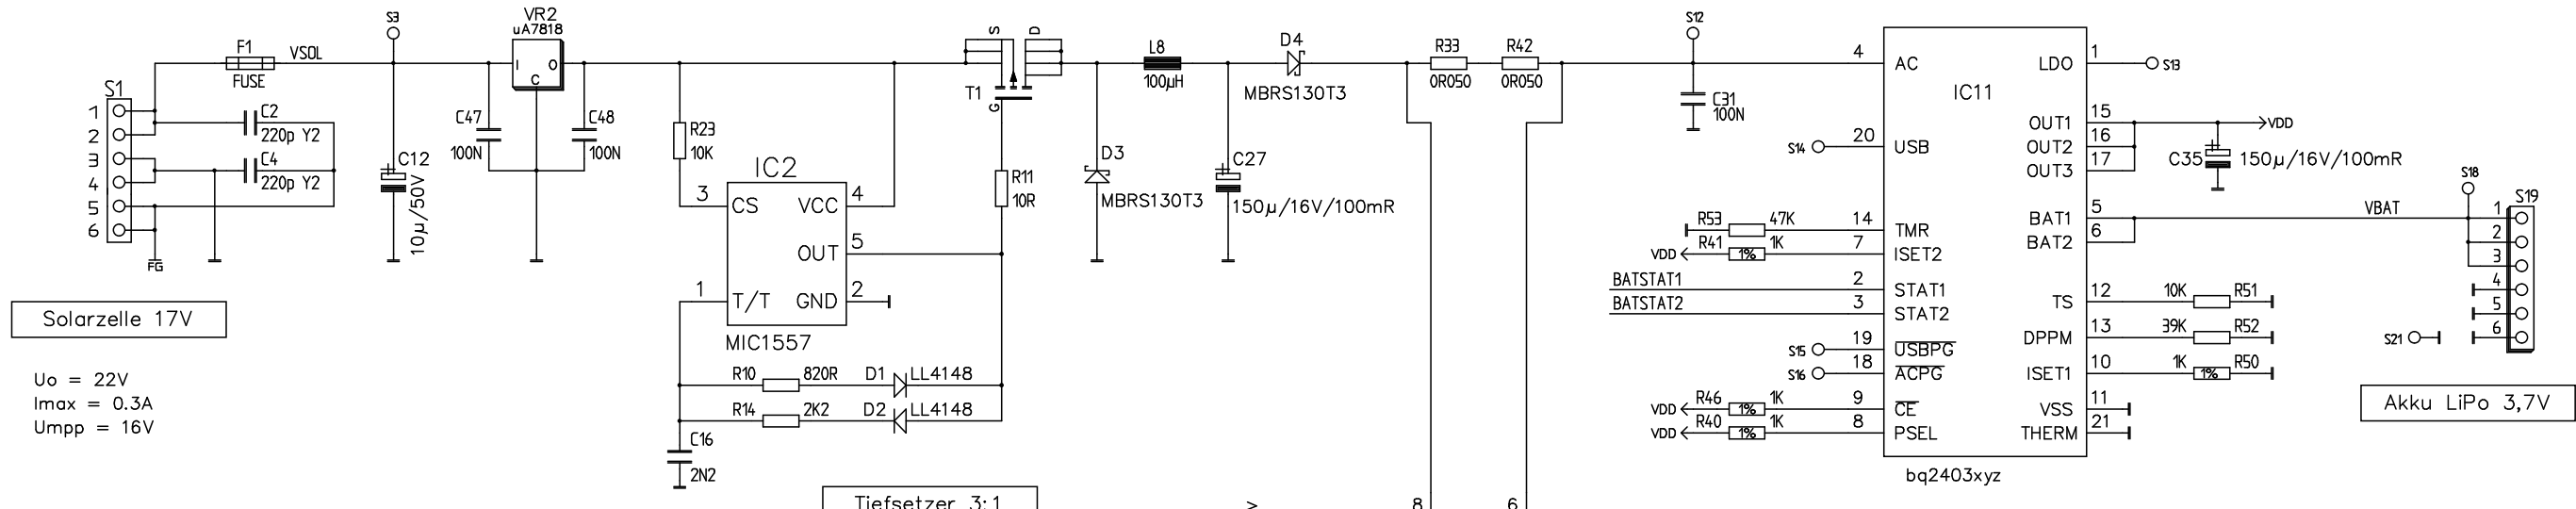 S1
1
2
3
4
5
6
F1
FUSE
VSOL
C2
220p Y2
C4
220p Y2
FG
S3
C12
10µ/50V
VR2
uA7818
I
O
C
C47
100N
C48
100N
R23
10K
IC2
3
CS
VCC
4
OUT
5
1
T/T
GND
2
MIC1557
R10
820R
D1
LL4148
R14
2K2
D2
LL4148
C16
2N2
S
D
T1
G
R11
10R
L8
100µH
D3
MBRS130T3
D4
MBRS130T3
C27
150µ/16V/100mR
R33
0R050
R42
0R050
8
6
>
S12
C31
100N
IC11
4
AC
S14
20
USB
R53
47K
14
TMR
VDD
R41
1%
1K
7
ISET2
BATSTAT1
2
STAT1
BATSTAT2
3
STAT2
S15
19
USBPG
S16
18
ACPG
VDD
R46
1%
1K
9
CE
VDD
R40
1%
1K
8
PSEL
bq2403xyz
LDO
1
S13
OUT1
15
VDD
OUT2
16
OUT3
17
C35
150µ/16V/100mR
BAT1
5
VBAT
BAT2
6
TS
12
10K
R51
DPPM
13
39K
R52
ISET1
10
1K
1%
R50
VSS
11
THERM
21
S18
S19
1
2
3
4
5
6
S21
Solarzelle 17V
Uo = 22V
Imax = 0.3A
Umpp = 16V
Tiefsetzer 3:1
Akku LiPo 3,7V